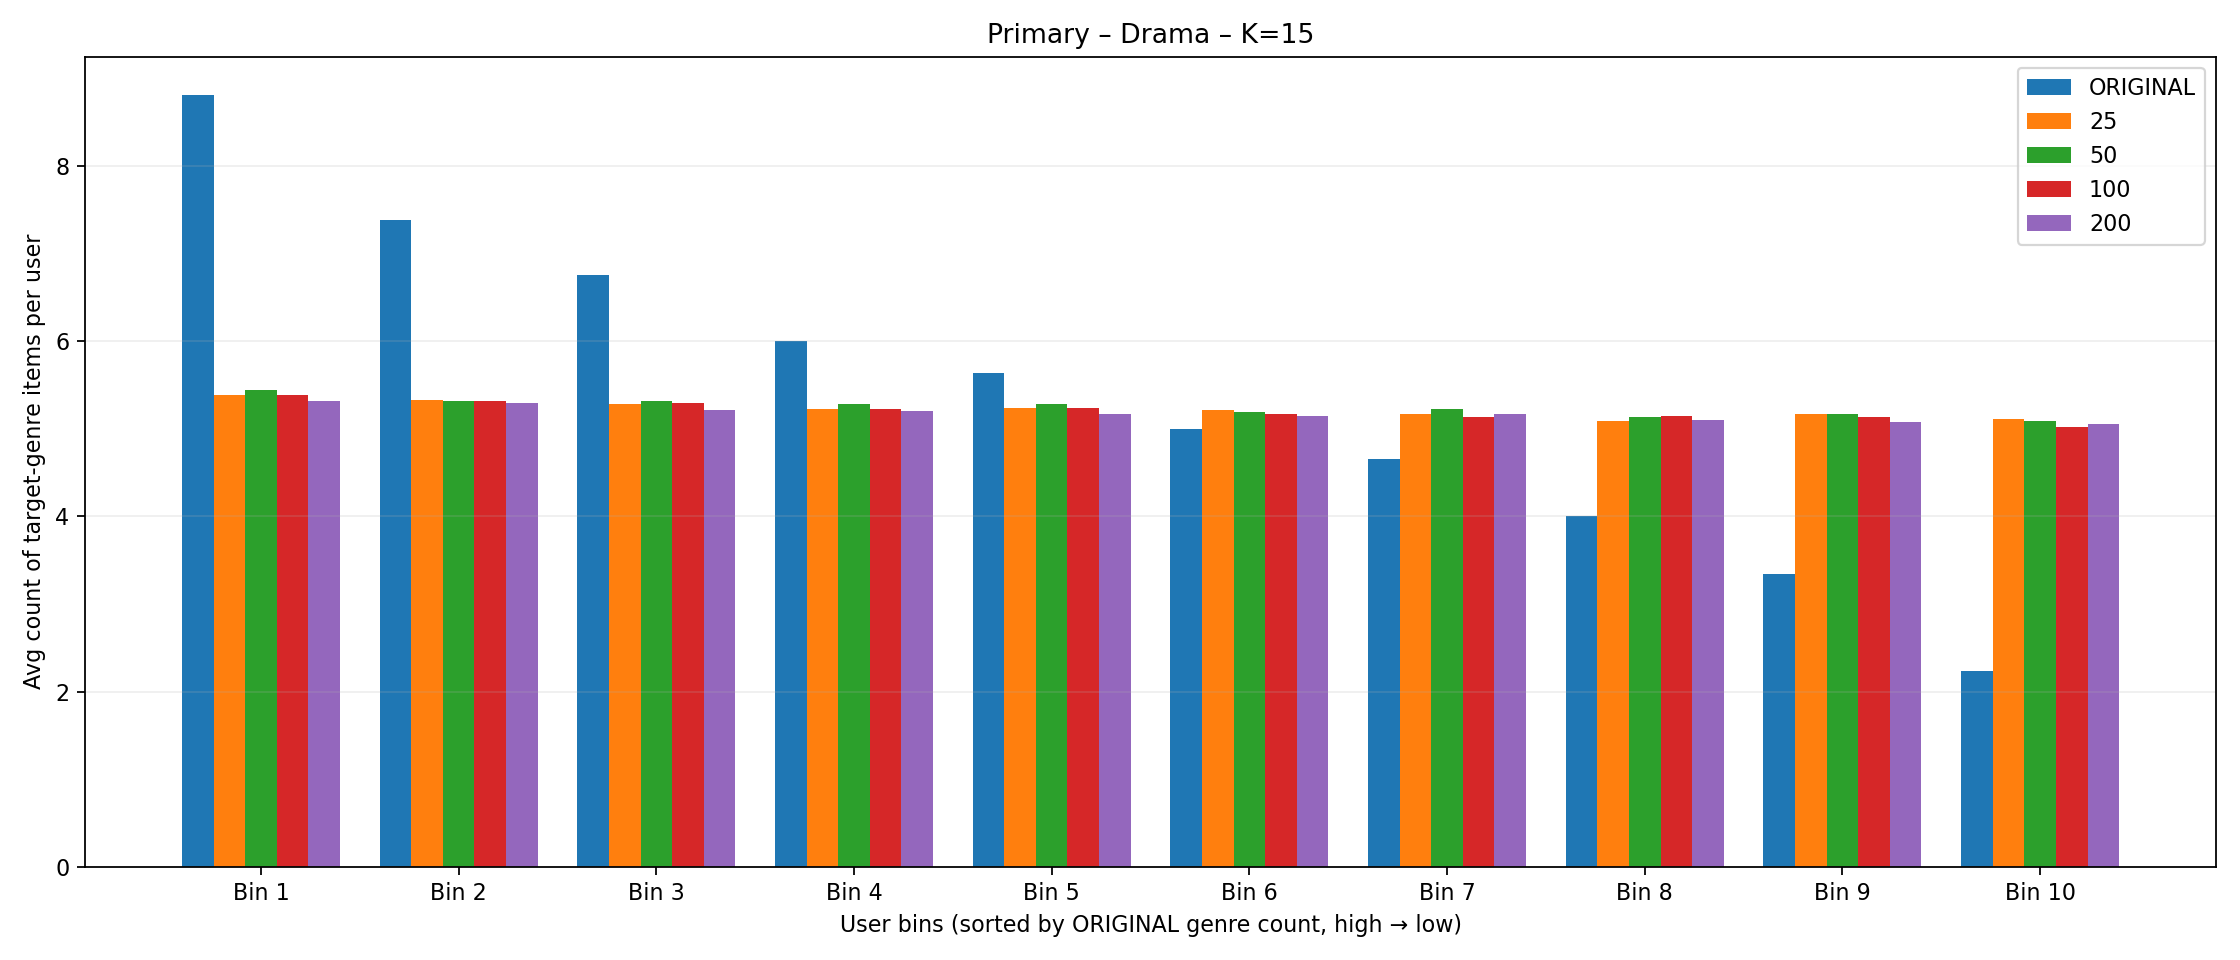 Primary – Drama – K=15
ORIGINAL
25
50
100
200
Avg count of target-genre items per user
8
6
4
2
0
Bin 1
Bin 2
Bin 3
Bin 4
Bin 5
Bin 6
Bin 7
Bin 8
Bin 9
Bin 10
User bins (sorted by ORIGINAL genre count, high → low)